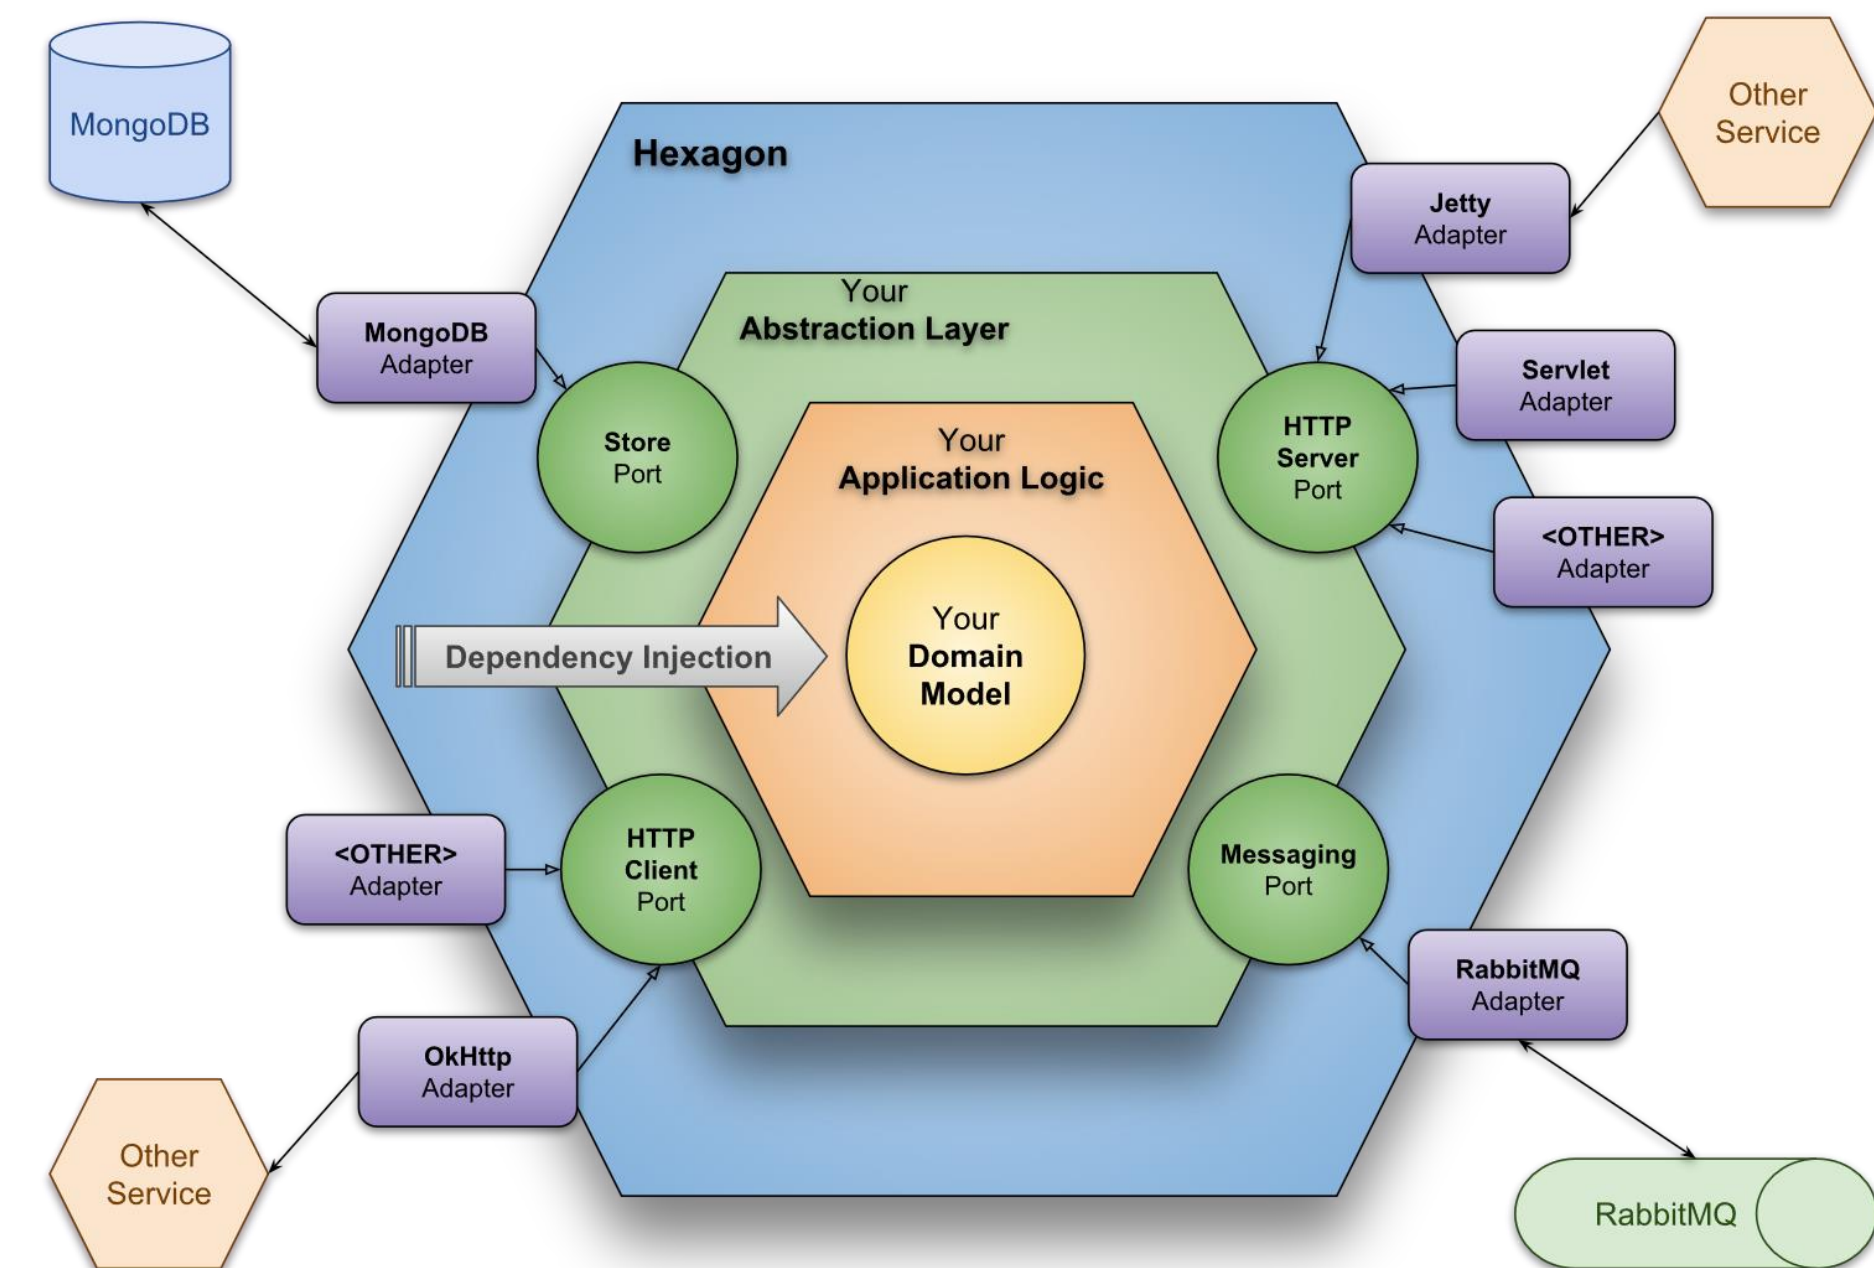 MongoDB
Other
Service
Hexagon
Jetty
Adapter
Your
Abstraction Layer
MongoDB
Adapter
Servlet
Adapter
Store
Port
Your
Application Logic
HTTP
Server
Port
<OTHER>
Adapter
Dependency Injection
Your
Domain
Model
<OTHER>
Adapter
HTTP
Client
Port
Messaging
Port
RabbitMQ
Adapter
OkHttp
Adapter
Other
Service
RabbitMQ